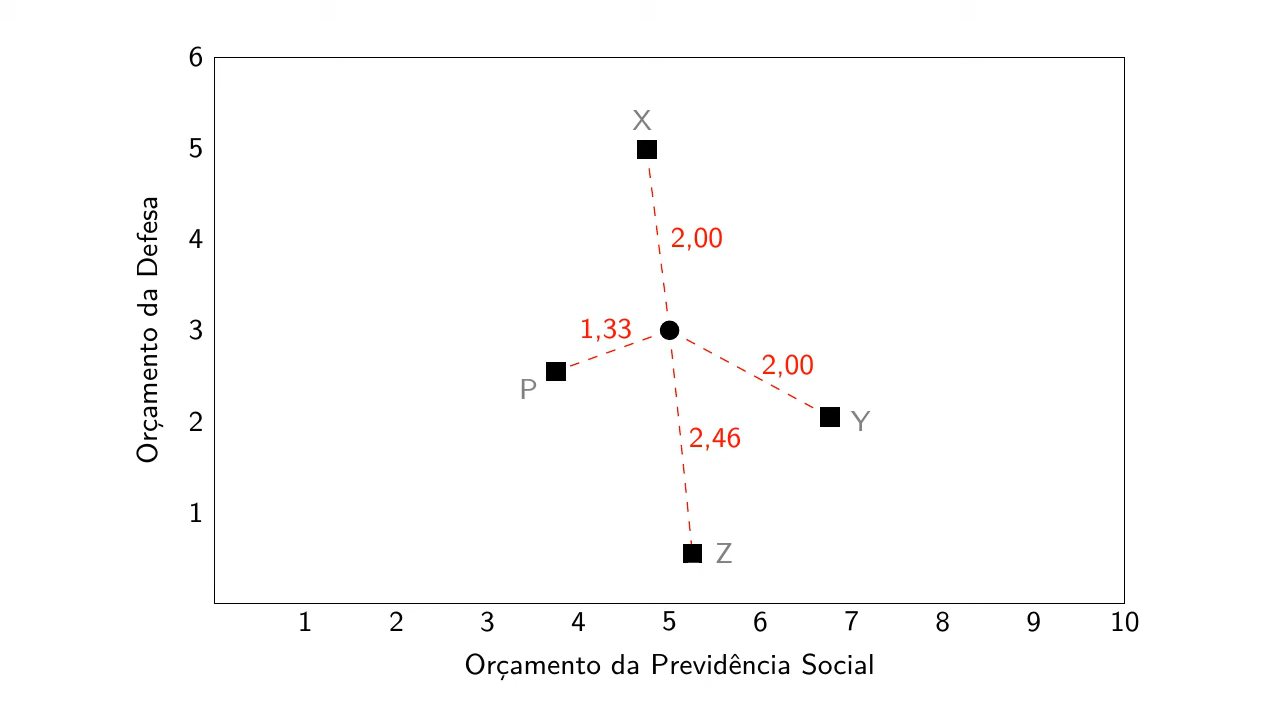 6
X
5
4
2,00
Orçamento da Defesa
3
1,33
2,00
P
2
Y
2,46
1
Z
1 2 3 4 5 6 7 8 9 10
Orçamento da Previdência Social